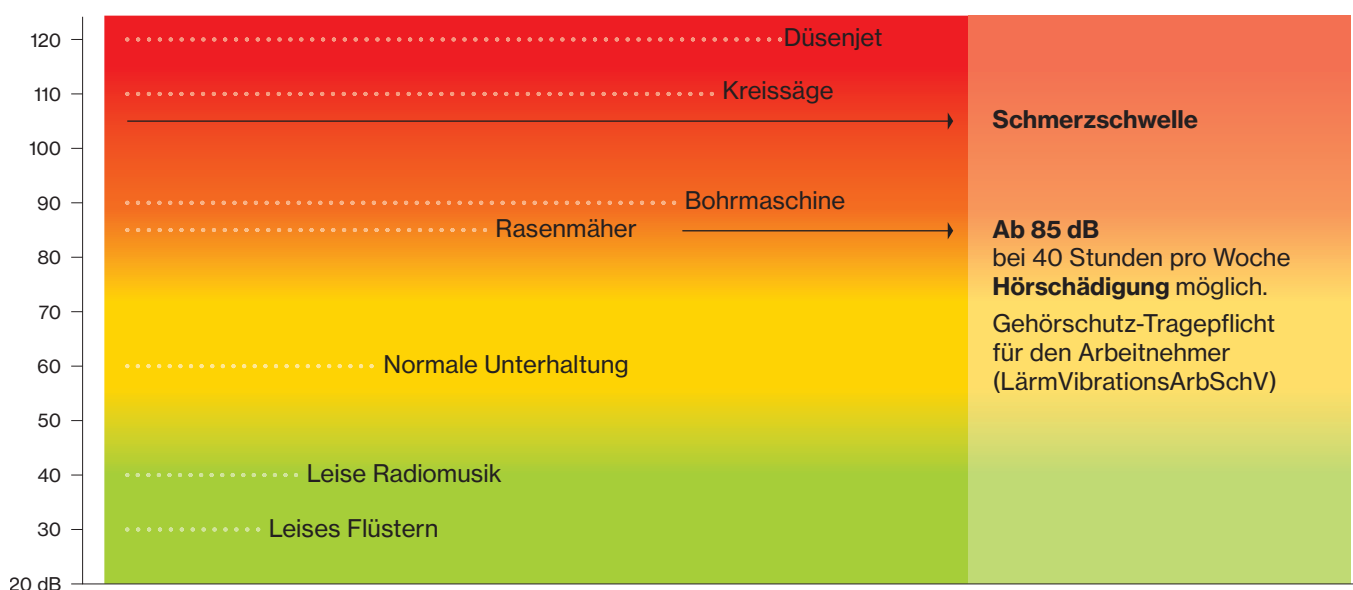 120
Düsenjet
110
Kreissäge
Schmerzschwelle
100
90
Bohrmaschine
Rasenmäher
Ab 85 dB
bei 40 Stunden pro Woche
Hörschädigung möglich.
Gehörschutz-Tragepflicht
für den Arbeitnehmer
(LärmVibrationsArbSchV)
80
70
60
Normale Unterhaltung
50
40
Leise Radiomusik
30
Leises Flüstern
20 dB